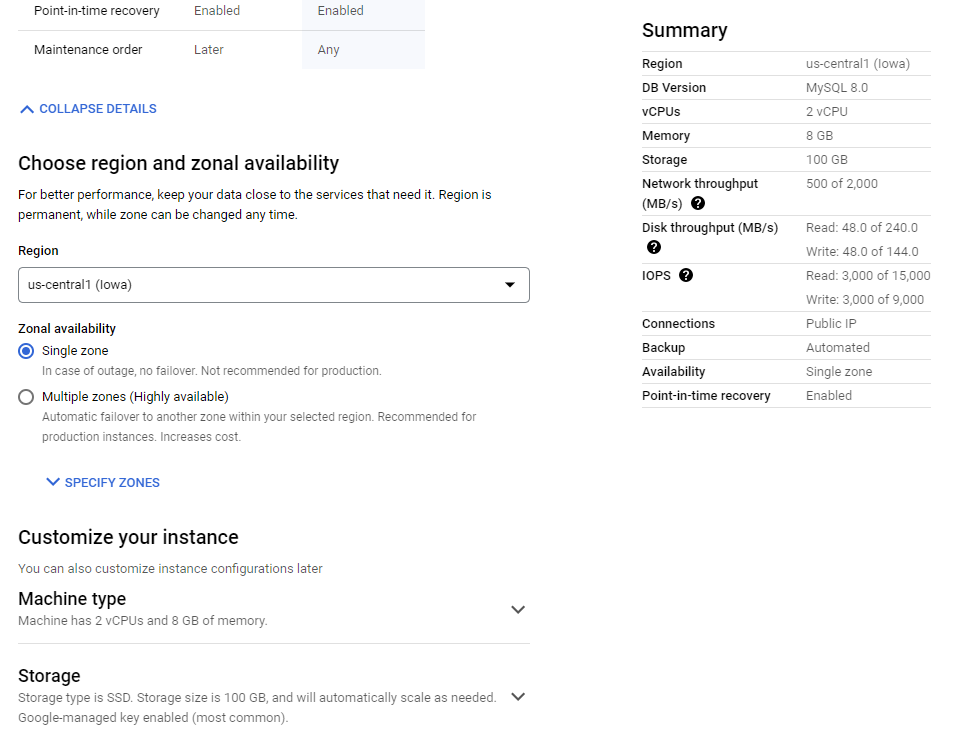 Point-in-time recovery Enabled Enabled
Maintenance order Later Any
COLLAPSE DETAILS
Choose region and zonal availability
For better performance, keep your data close to the services that need it. Region is
permanent, while zone can be changed any time.
Region
us-central1 (Iowa)
Zonal availability
Single zone
In case of outage, no failover. Not recommended for production.
Multiple zones (Highly available)
Automatic failover to another zone within your selected region. Recommended for
production instances. Increases cost.
SPECIFY ZONES
Customize your instance
You can also customize instance configurations later
Machine type
Machine has 2 vCPUs and 8 GB of memory.
Storage
Storage type is SSD. Storage size is 100 GB, and will automatically scale as needed.
Google-managed key enabled (most common).
Summary
Region us-central1 (Iowa)
DB Version MySQL 8.0
vCPUs 2 vCPU
Memory 8 GB
Storage 100 GB
Network throughput 500 of 2,000
(MB/s) ?
Disk throughput (MB/s) Read: 48.0 of 240.0
? Write: 48.0 of 144.0
IOPS ? Read: 3,000 of 15,000
Write: 3,000 of 9,000
Connections Public IP
Backup Automated
Availability Single zone
Point-in-time recovery Enabled